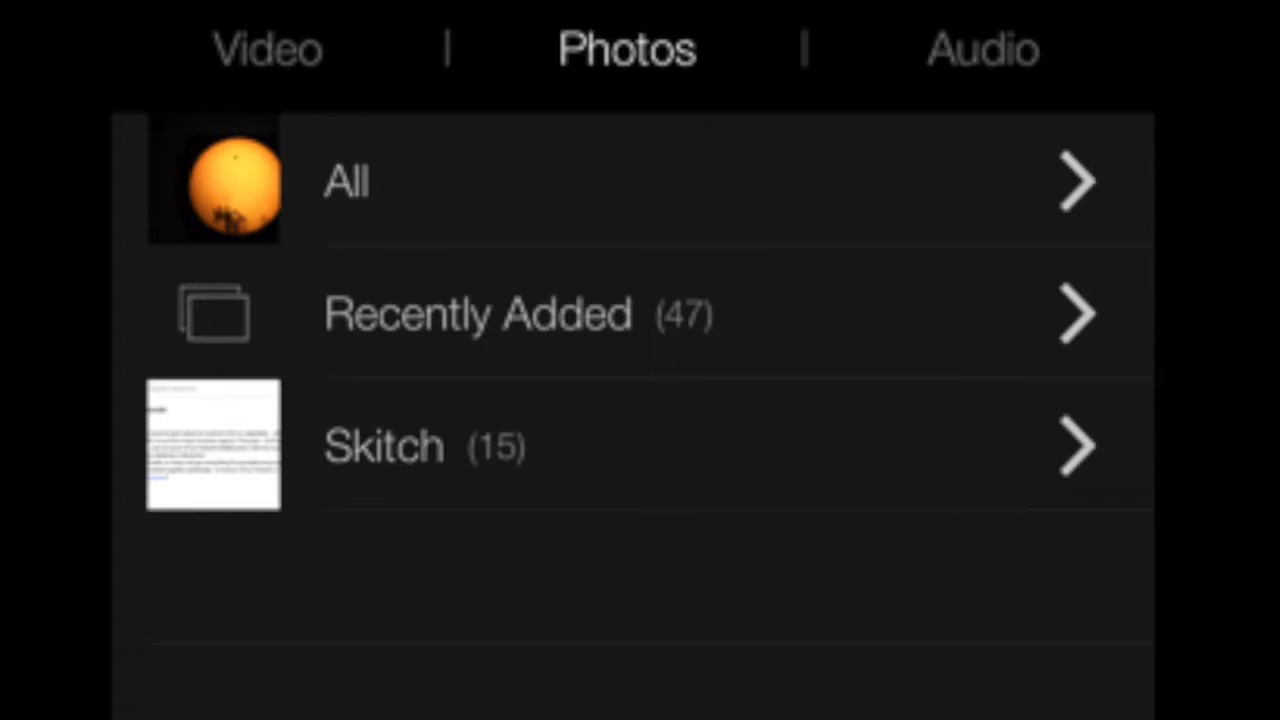 Video | Photos | Audio
All
Recently Added (47)
Skitch (15)